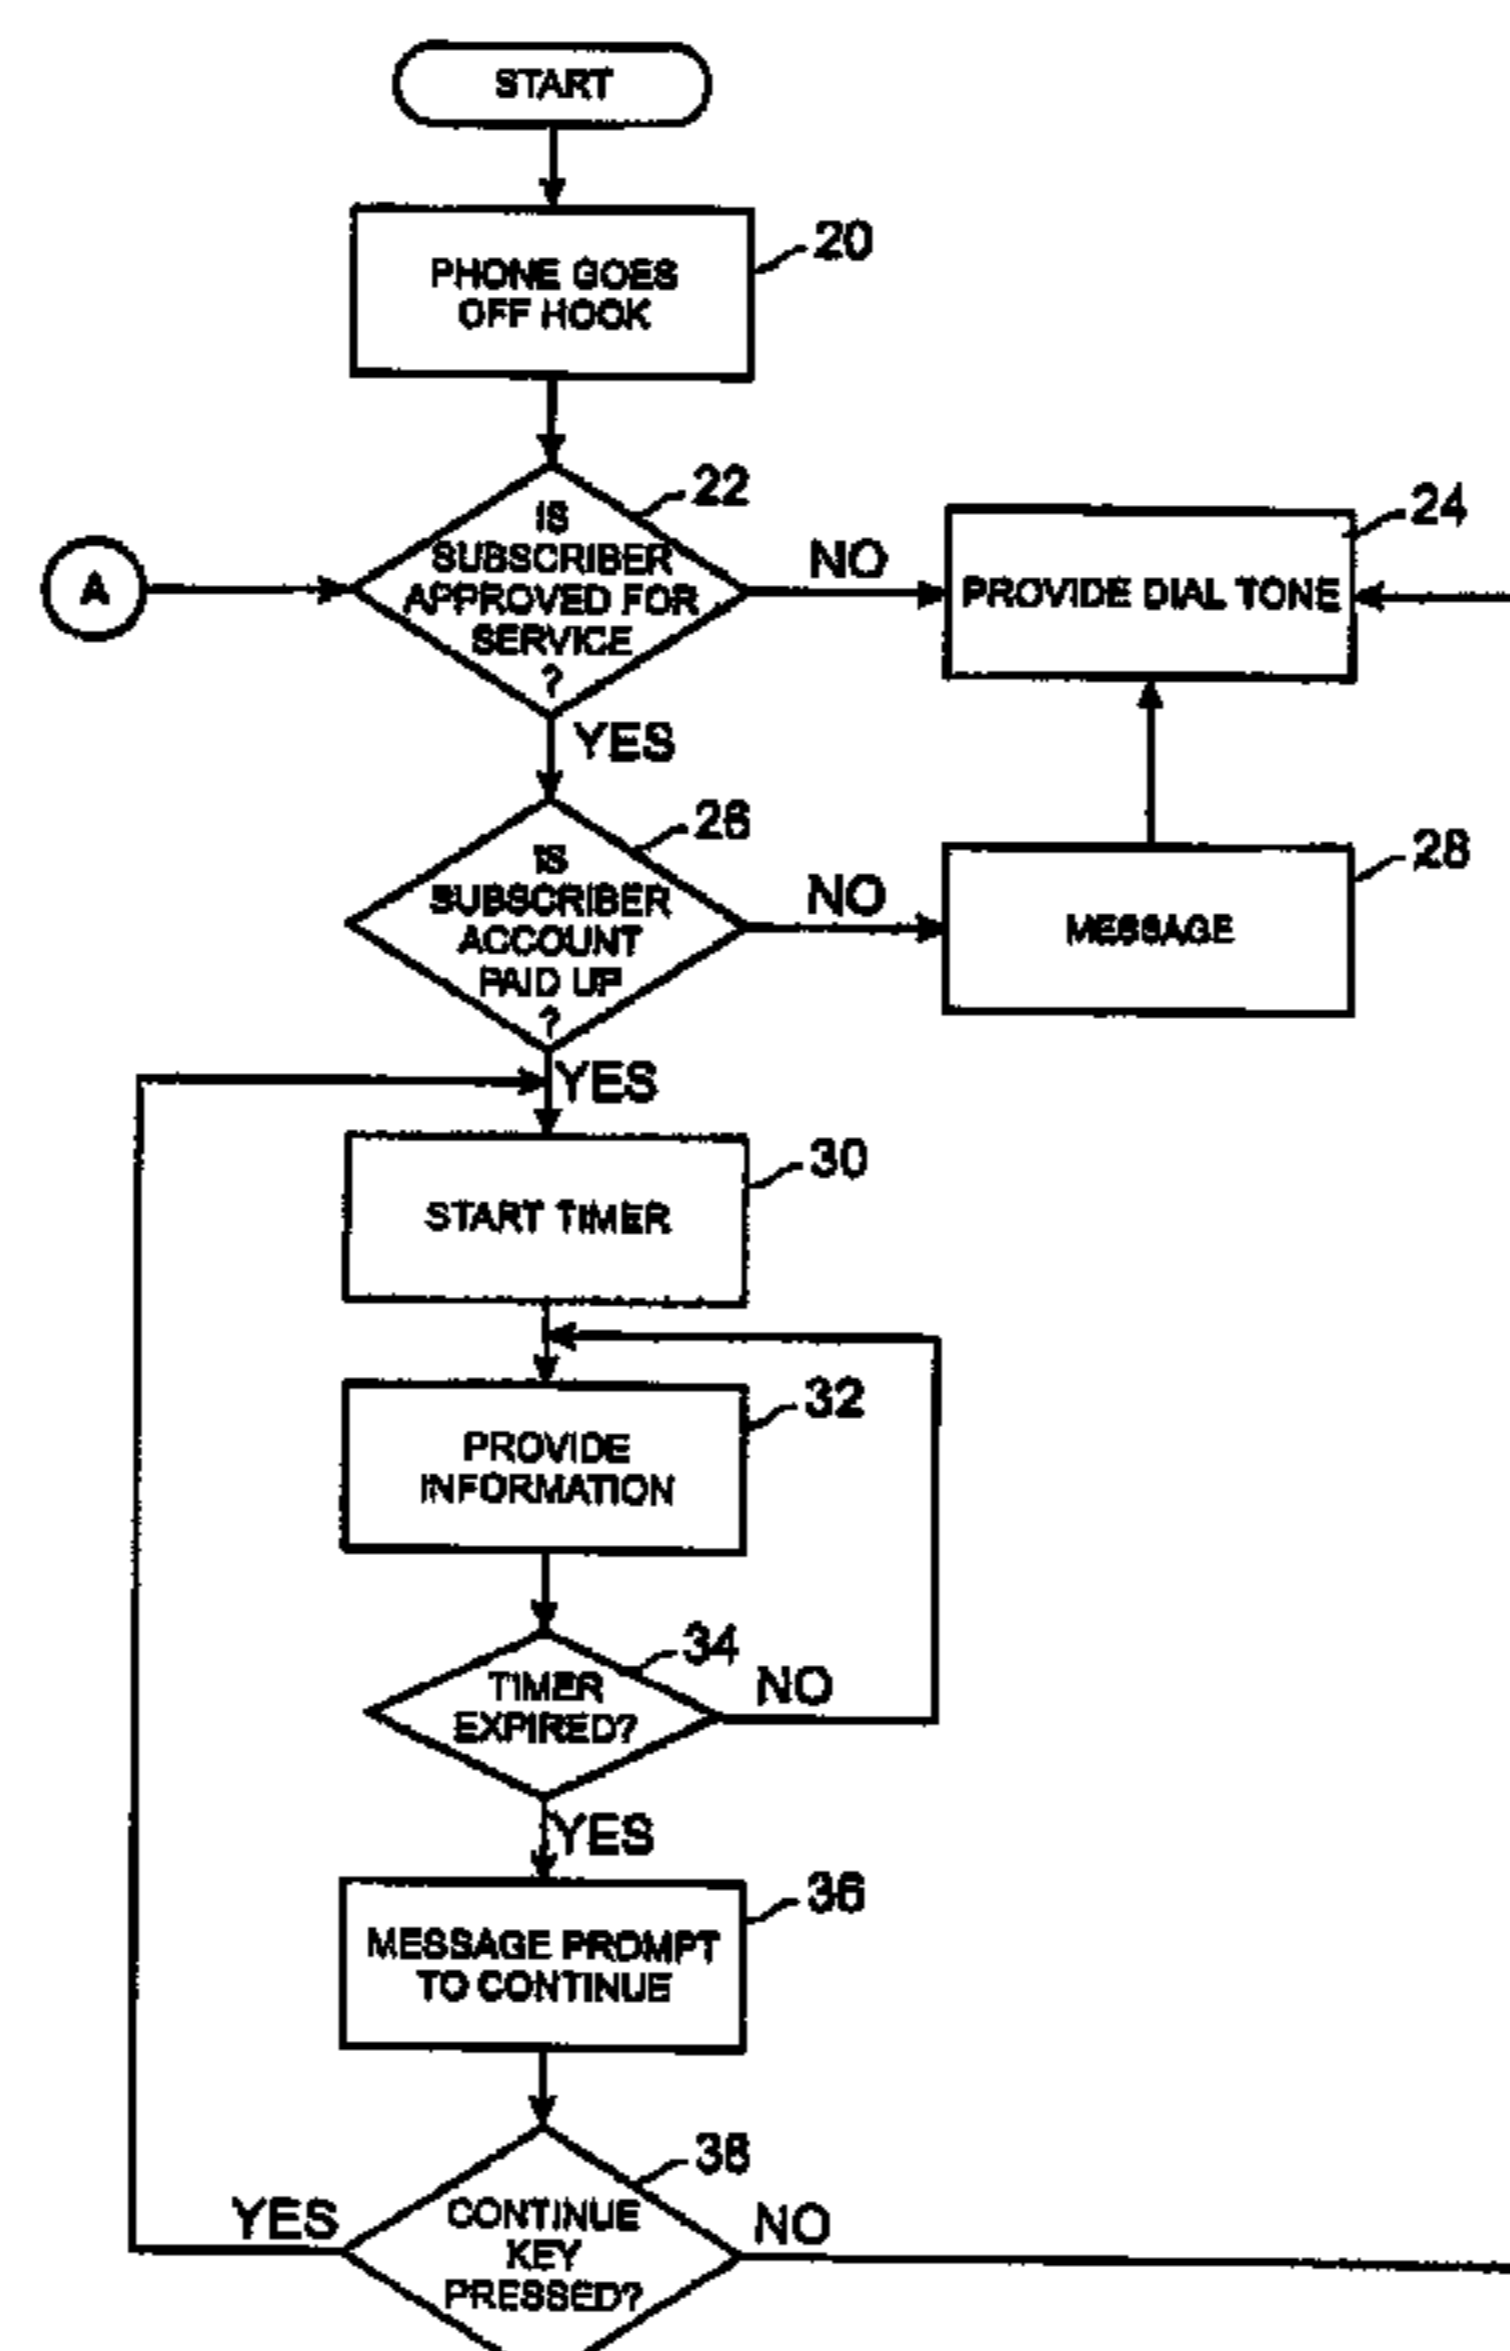 START
PHONE GOES
OFF HOOK
20
IS
SUBSCRIBER
APPROVED FOR
SERVICE
?
22
A
NO
PROVIDE DIAL TONE
24
YES
IS
SUBSCRIBER
ACCOUNT
PAID UP
?
26
NO
MESSAGE
28
YES
START TIMER
30
PROVIDE
INFORMATION
32
TIMER
EXPIRED?
34
NO
YES
MESSAGE PROMPT
TO CONTINUE
36
CONTINUE
KEY
PRESSED?
38
YES
NO